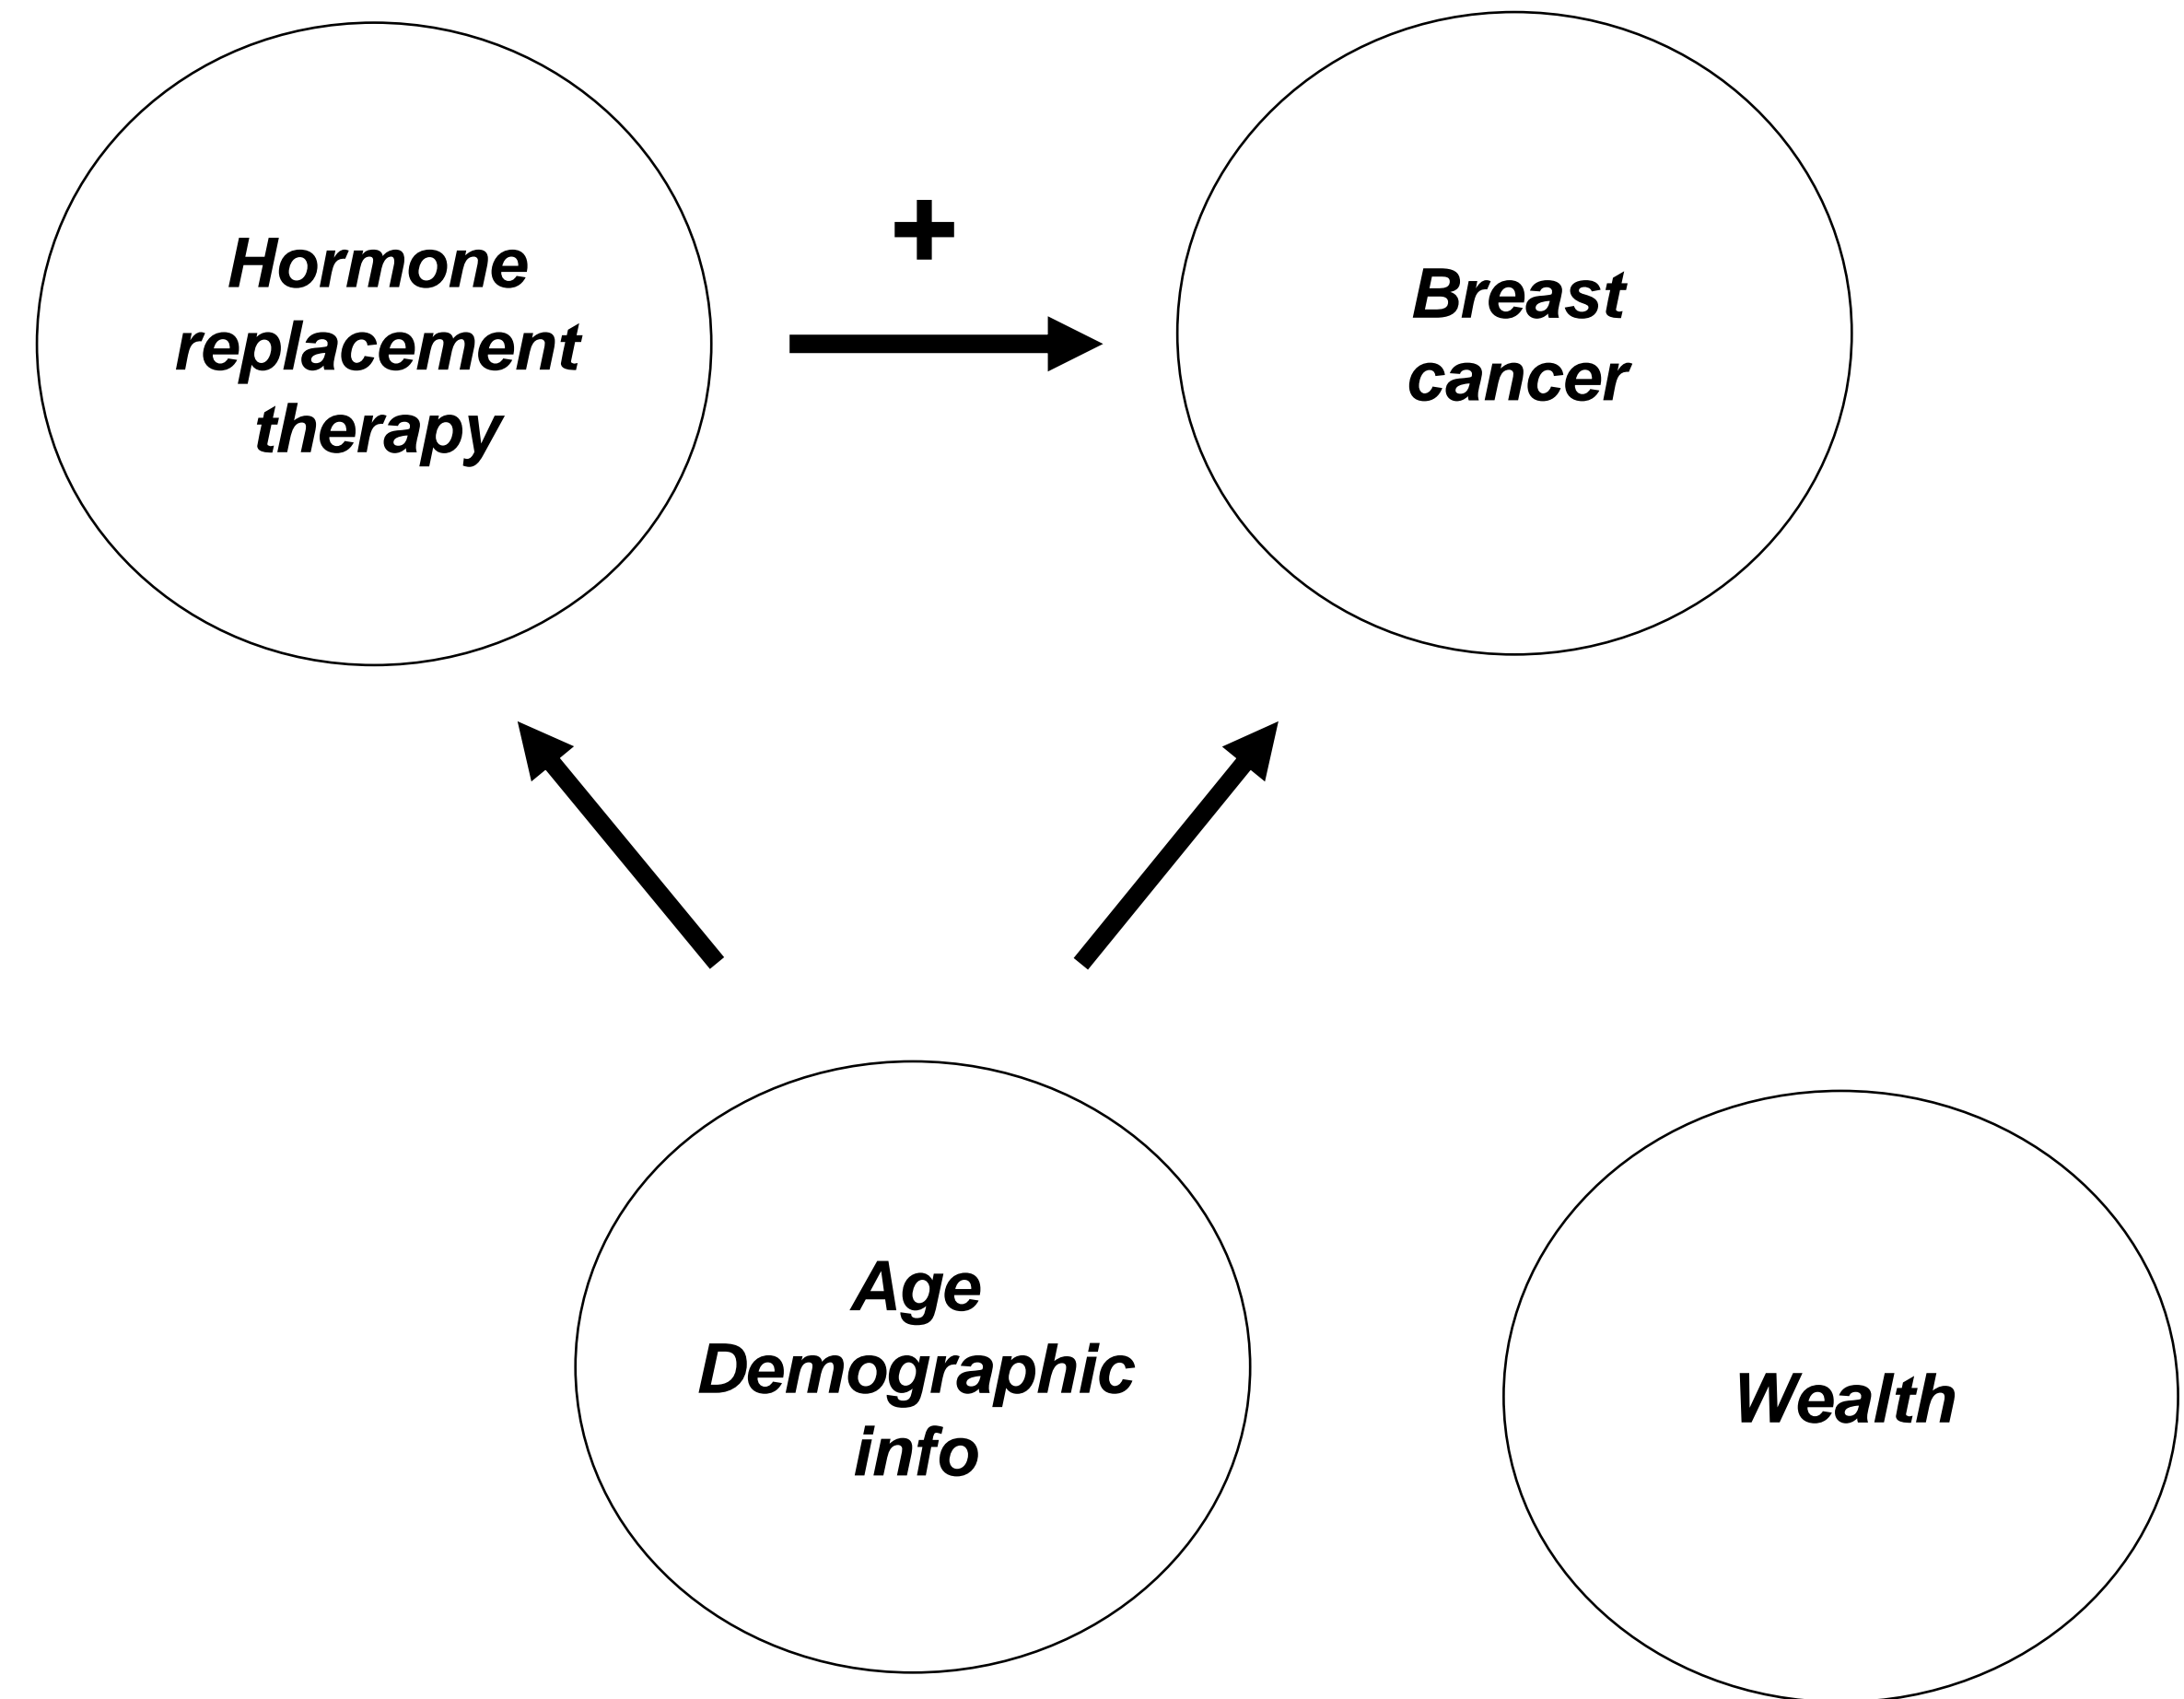 Hormone
replacement
therapy
+
Breast
cancer
Age
Demographic
info
Wealth